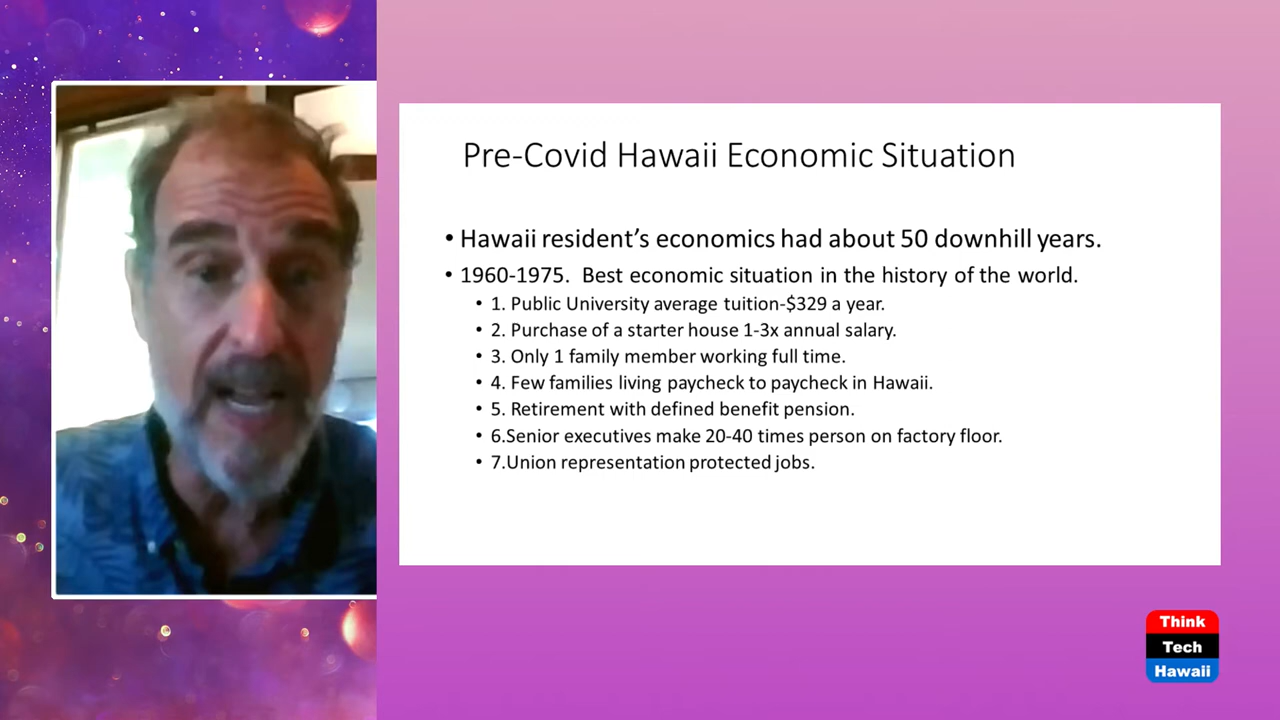 Pre-Covid Hawaii Economic Situation
• Hawaii resident’s economics had about 50 downhill years.
• 1960-1975.  Best economic situation in the history of the world.
• 1. Public University average tuition-$329 a year.
• 2. Purchase of a starter house 1-3x annual salary.
• 3. Only 1 family member working full time.
• 4. Few families living paycheck to paycheck in Hawaii.
• 5. Retirement with defined benefit pension.
• 6.Senior executives make 20-40 times person on factory floor.
• 7.Union representation protected jobs.
Think
Tech
Hawaii